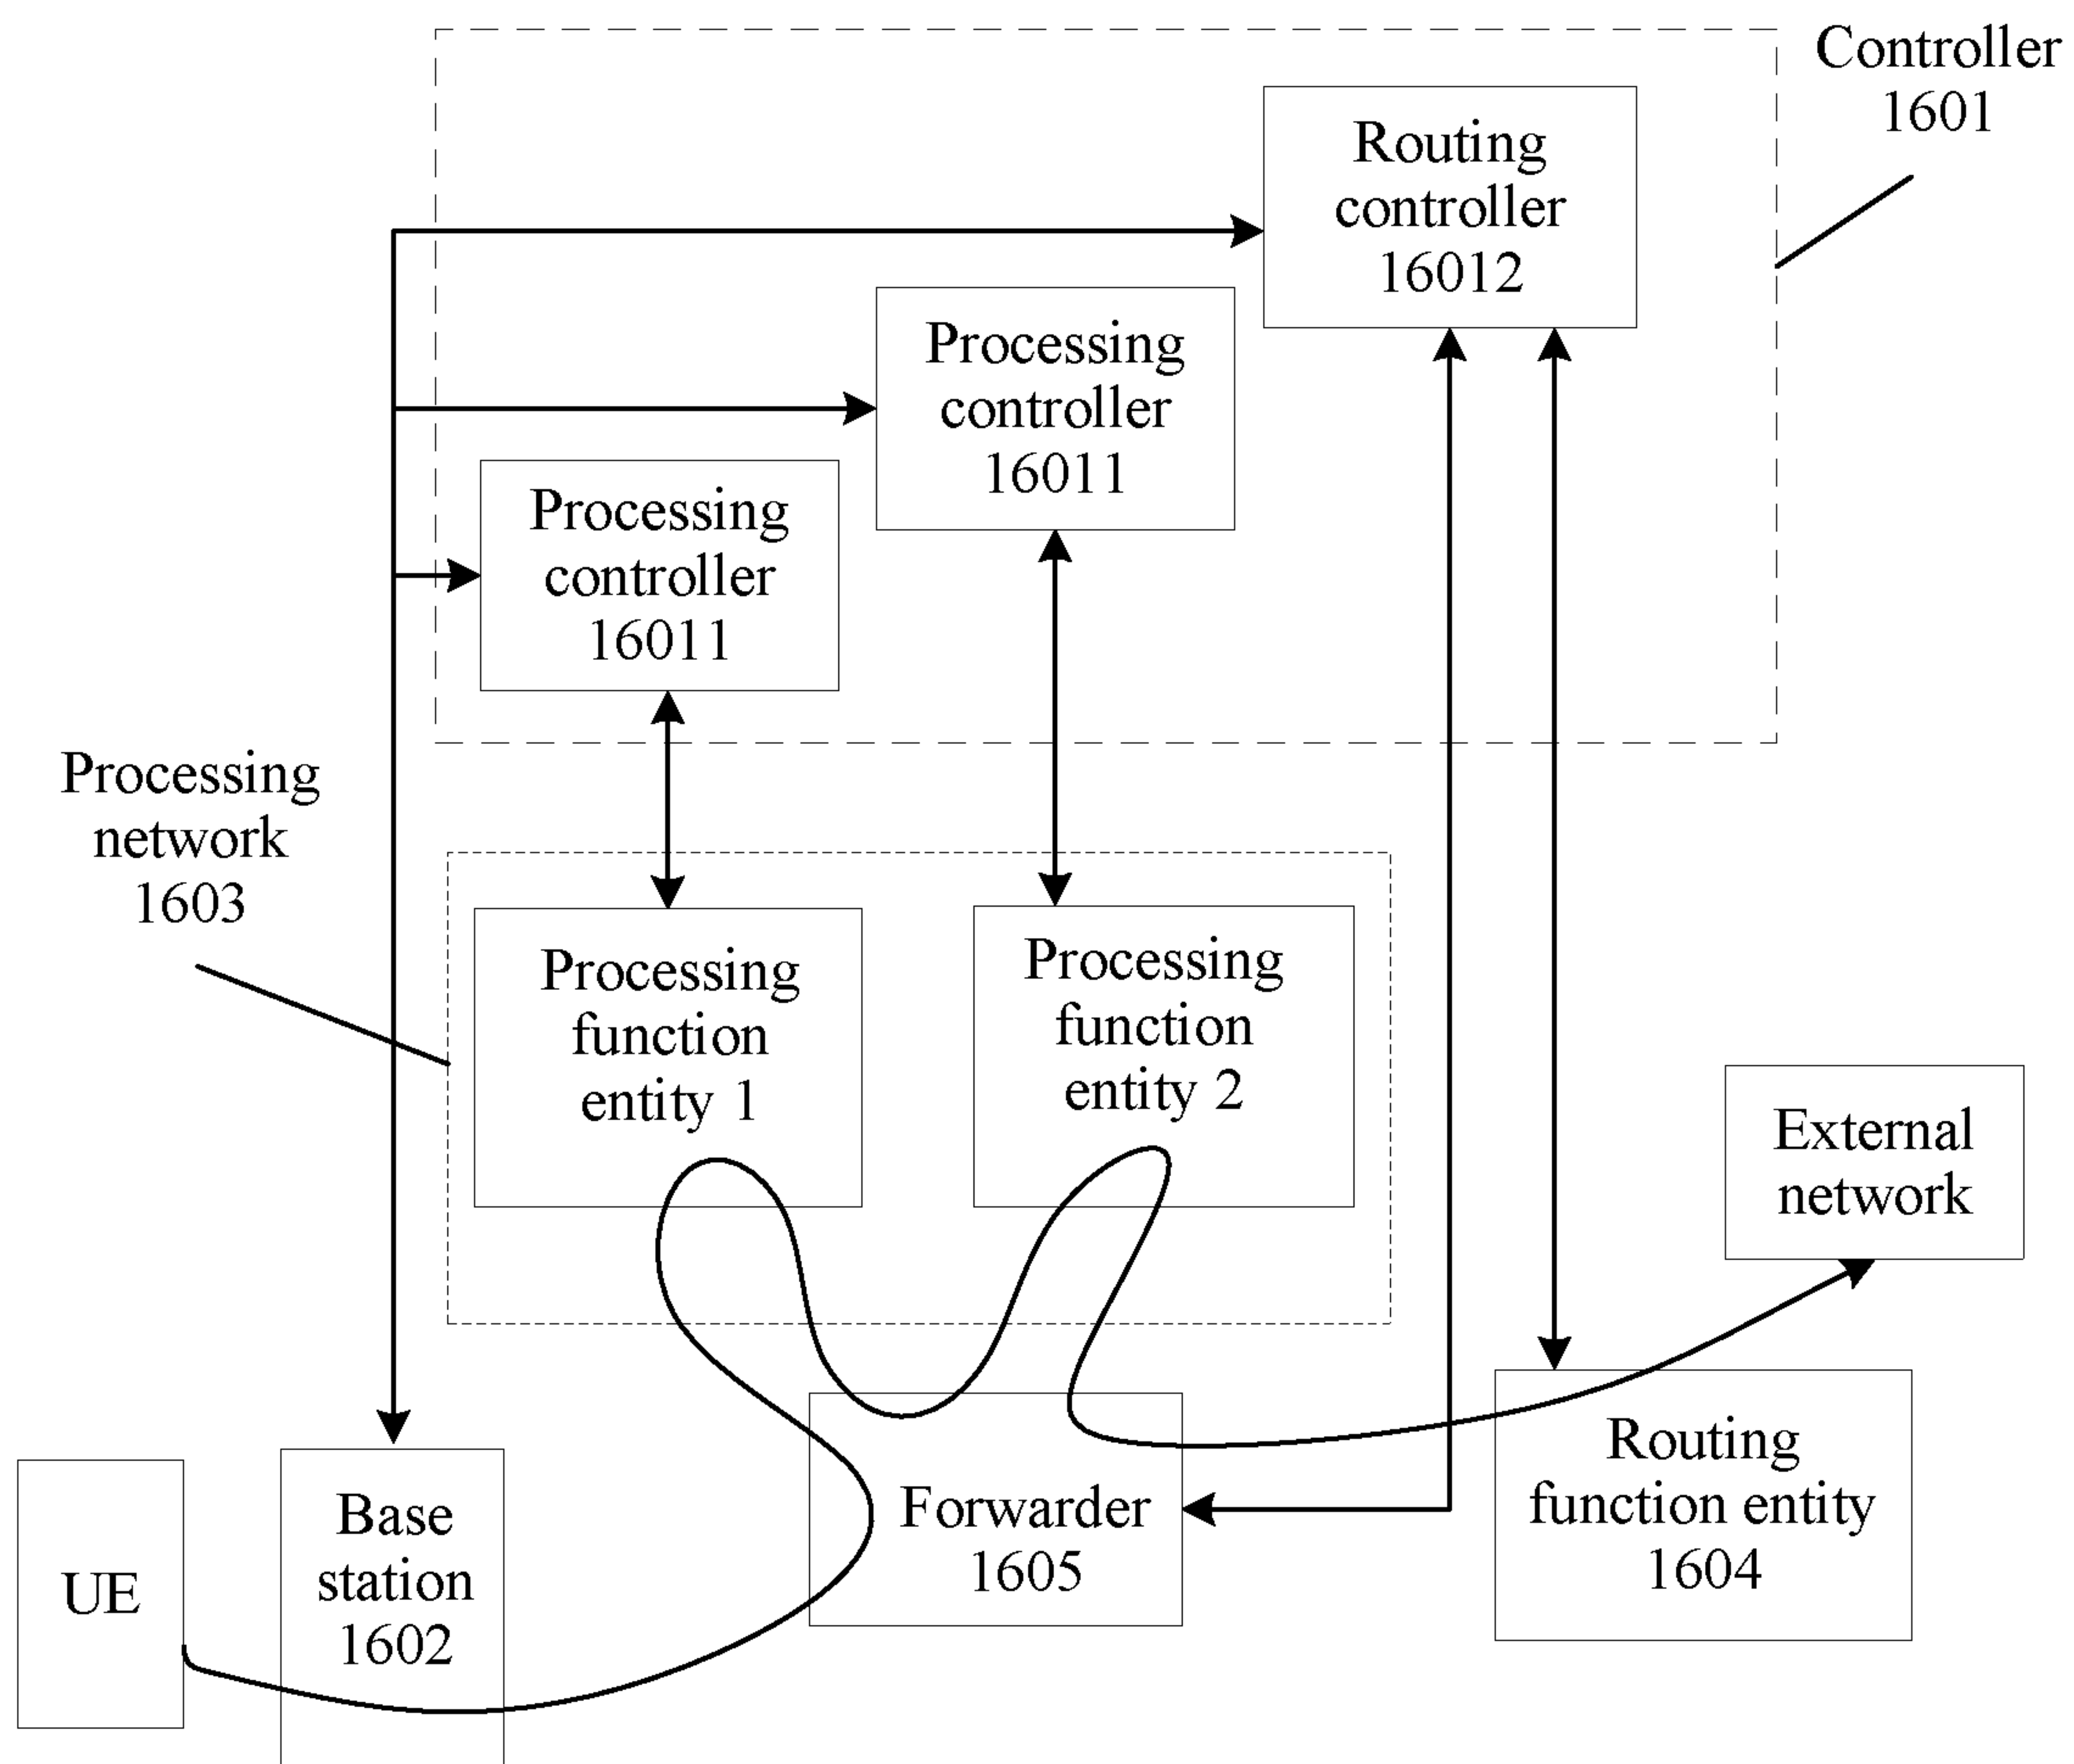 Controller
1601
Routing
controller
16012
Processing
controller
16011
Processing
controller
16011
Processing
network
1603
Processing
function
entity 1
Processing
function
entity 2
External
network
Routing
function entity
1604
Forwarder
1605
Base
station
1602
UE